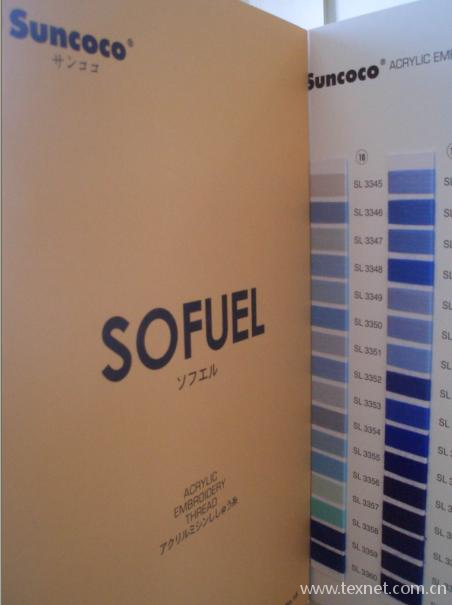 Suncoco®
サンココ
SOFUEL
ソフエル
ACRYLIC
EMBROIDERY
THREAD
アクリルミシンししゅう糸
Suncoco® ACRYLIC EMB
18
SL 3345
SL 3346
SL 3347
SL 3348
SL 3349
SL 3350
SL 3351
SL 3352
SL 3353
SL 3354
SL 3355
SL 3356
SL 3357
SL 3358
SL 3359
SL 3360
www.texnet.com.cn